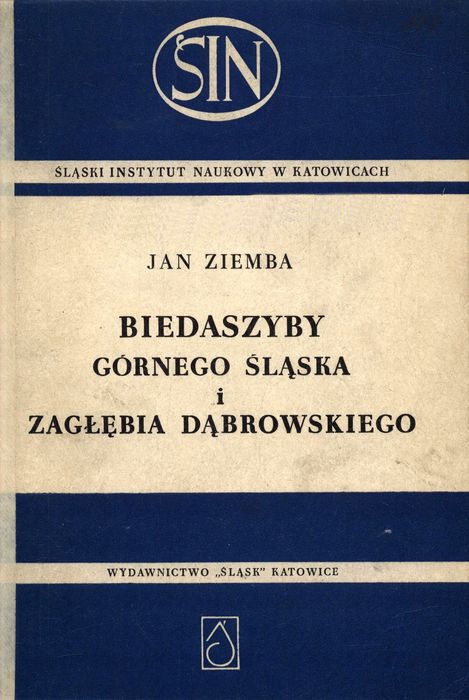 ŚIN
ŚLĄSKI INSTYTUT NAUKOWY W KATOWICACH
JAN ZIEMBA
BIEDASZYBY
GÓRNEGO ŚLĄSKA
i
ZAGŁĘBIA DĄBROWSKIEGO
WYDAWNICTWO „ŚLĄSK” KATOWICE